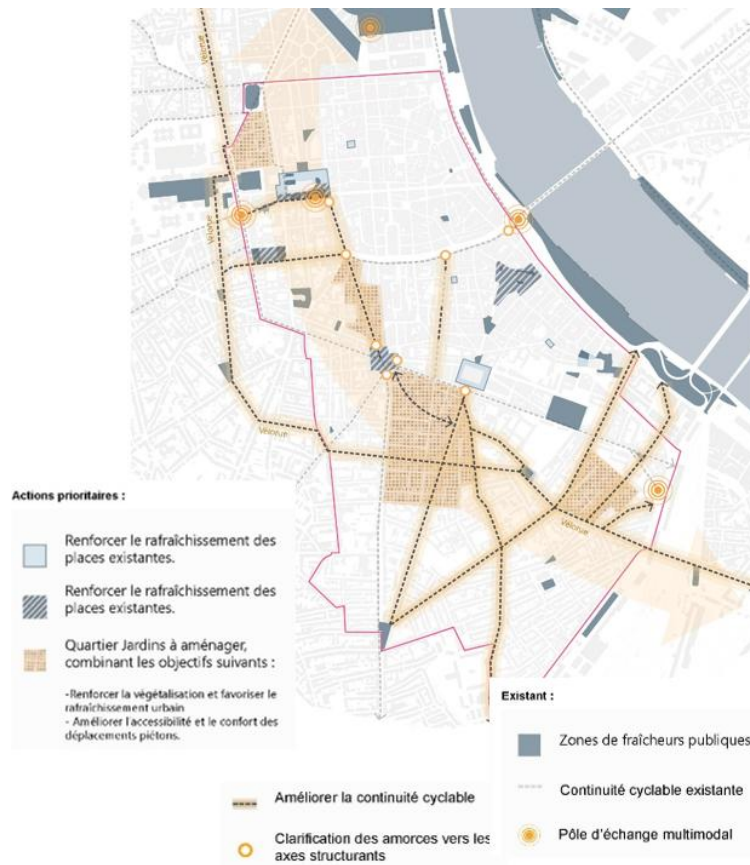 Vélorue
Vélorue
Vélorue
Vélorue
Actions prioritaires :
Renforcer le rafraîchissement des
places existantes.
Renforcer le rafraîchissement des
places existantes.
Quartier Jardins à aménager,
combinant les objectifs suivants :
-Renforcer la végétalisation et favoriser le
rafraîchissement urbain
- Améliorer l'accessibilité et le confort des
déplacements piétons.
Existant :
Zones de fraîcheurs publiques
Continuité cyclable existante
Pôle d'échange multimodal
Améliorer la continuité cyclable
Clarification des amorces vers les
axes structurants